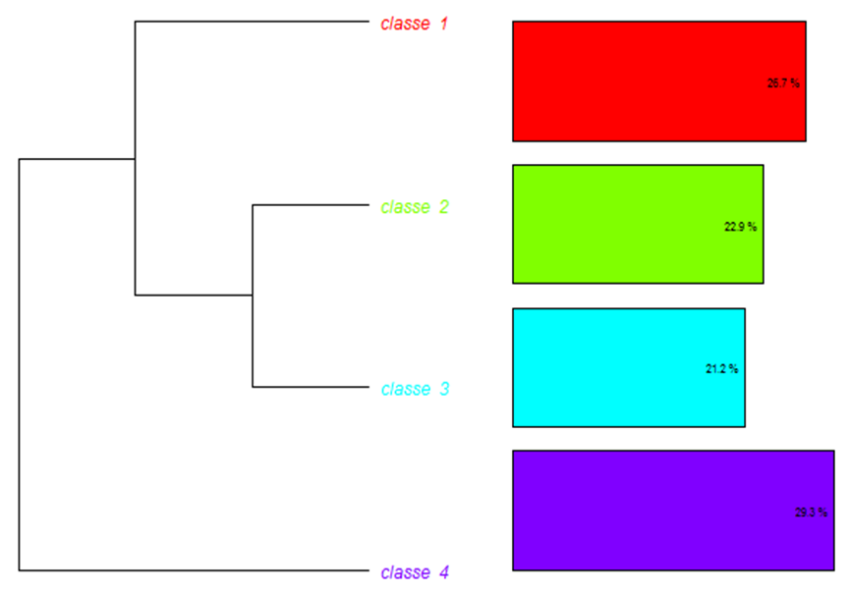 classe 1
26.7 %
classe 2
22.9 %
classe 3
21.2 %
classe 4
29.3 %